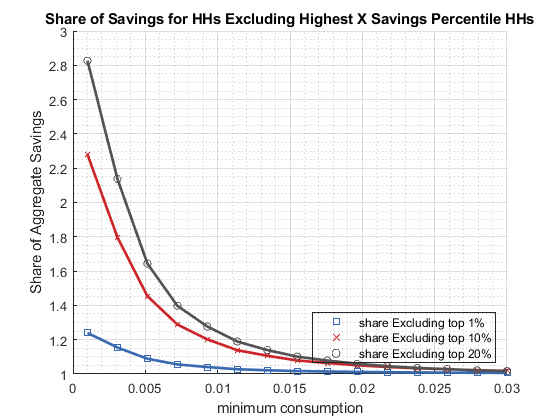 Share of Savings for HHs Excluding Highest X Savings Percentile HHs
3
2.8
2.6
2.4
2.2
2
1.8
1.6
1.4
1.2
1
Share of Aggregate Savings
share Excluding top 1%
share Excluding top 10%
share Excluding top 20%
0 0.005 0.01 0.015 0.02 0.025 0.03
minimum consumption